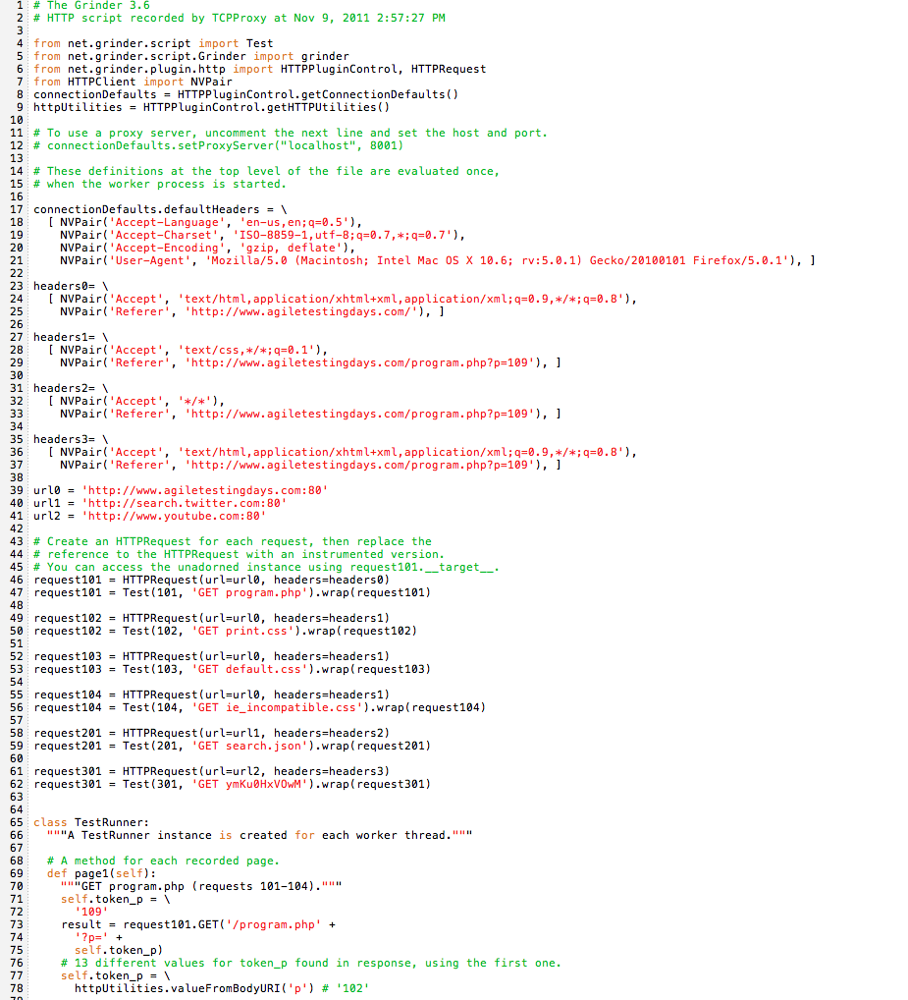 1 # The Grinder 3.6
2 # HTTP script recorded by TCPProxy at Nov 9, 2011 2:57:27 PM
3
4 from net.grinder.script import Test
5 from net.grinder.script.Grinder import grinder
6 from net.grinder.plugin.http import HTTPPluginControl, HTTPRequest
7 from HTTPClient import NVPair
8 connectionDefaults = HTTPPluginControl.getConnectionDefaults()
9 httpUtilities = HTTPPluginControl.getHTTPUtilities()
10
11 # To use a proxy server, uncomment the next line and set the host and port.
12 # connectionDefaults.setProxyServer("localhost", 8001)
13
14 # These definitions at the top level of the file are evaluated once,
15 # when the worker process is started.
16
17 connectionDefaults.defaultHeaders = \
18   [ NVPair('Accept-Language', 'en-us,en;q=0.5'),
19     NVPair('Accept-Charset', 'ISO-8859-1,utf-8;q=0.7,*;q=0.7'),
20     NVPair('Accept-Encoding', 'gzip, deflate'),
21     NVPair('User-Agent', 'Mozilla/5.0 (Macintosh; Intel Mac OS X 10.6; rv:5.0.1) Gecko/20100101 Firefox/5.0.1'), ]
22
23 headers0= \
24   [ NVPair('Accept', 'text/html,application/xhtml+xml,application/xml;q=0.9,*/*;q=0.8'),
25     NVPair('Referer', 'http://www.agiletestingdays.com/'), ]
26
27 headers1= \
28   [ NVPair('Accept', 'text/css,*/*;q=0.1'),
29     NVPair('Referer', 'http://www.agiletestingdays.com/program.php?p=109'), ]
30
31 headers2= \
32   [ NVPair('Accept', '*/*'),
33     NVPair('Referer', 'http://www.agiletestingdays.com/program.php?p=109'), ]
34
35 headers3= \
36   [ NVPair('Accept', 'text/html,application/xhtml+xml,application/xml;q=0.9,*/*;q=0.8'),
37     NVPair('Referer', 'http://www.agiletestingdays.com/program.php?p=109'), ]
38
39 url0 = 'http://www.agiletestingdays.com:80'
40 url1 = 'http://search.twitter.com:80'
41 url2 = 'http://www.youtube.com:80'
42
43 # Create an HTTPRequest for each request, then replace the
44 # reference to the HTTPRequest with an instrumented version.
45 # You can access the unadorned instance using request101.__target__.
46 request101 = HTTPRequest(url=url0, headers=headers0)
47 request101 = Test(101, 'GET program.php').wrap(request101)
48
49 request102 = HTTPRequest(url=url0, headers=headers1)
50 request102 = Test(102, 'GET print.css').wrap(request102)
51
52 request103 = HTTPRequest(url=url0, headers=headers1)
53 request103 = Test(103, 'GET default.css').wrap(request103)
54
55 request104 = HTTPRequest(url=url0, headers=headers1)
56 request104 = Test(104, 'GET ie_incompatible.css').wrap(request104)
57
58 request201 = HTTPRequest(url=url1, headers=headers2)
59 request201 = Test(201, 'GET search.json').wrap(request201)
60
61 request301 = HTTPRequest(url=url2, headers=headers3)
62 request301 = Test(301, 'GET ymKu0HxVOwM').wrap(request301)
63
64
65 class TestRunner:
66   """A TestRunner instance is created for each worker thread."""
67
68   # A method for each recorded page.
69   def page1(self):
70     """GET program.php (requests 101-104)."""
71     self.token_p = \
72       '109'
73     result = request101.GET('/program.php' +
74       '?p=' +
75       self.token_p)
76     # 13 different values for token_p found in response, using the first one.
77     self.token_p = \
78       httpUtilities.valueFromBodyURI('p') # '102'